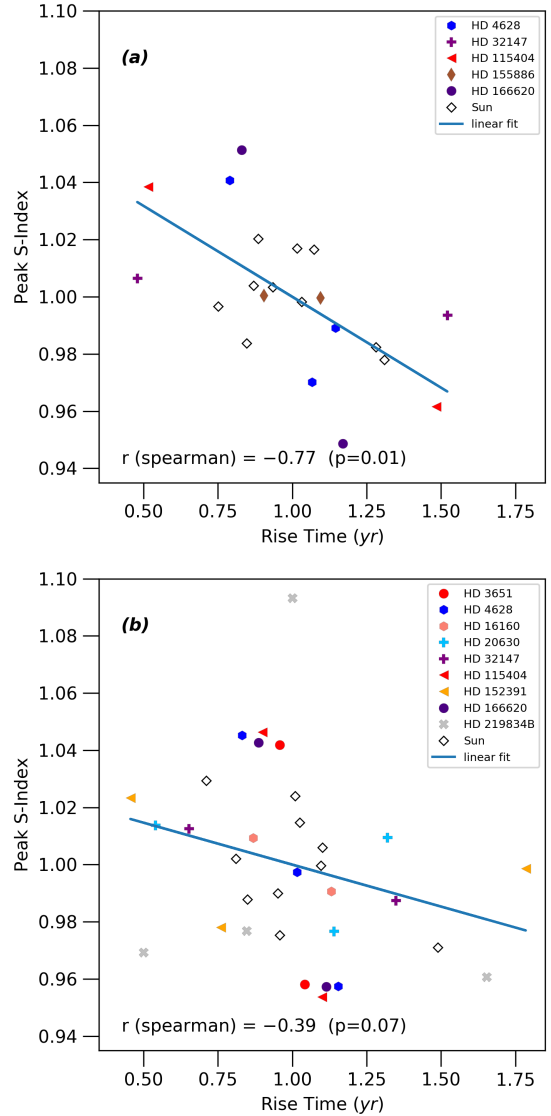 1.10
1.08
1.06
1.04
1.02
1.00
0.98
0.96
0.94
Peak S-Index
(a)
HD 4628
HD 32147
HD 115404
HD 155886
HD 166620
Sun
linear fit
r (spearman) = −0.77 (p=0.01)
0.50 0.75 1.00 1.25 1.50 1.75
Rise Time (yr)
1.10
1.08
1.06
1.04
1.02
1.00
0.98
0.96
0.94
Peak S-Index
(b)
HD 3651
HD 4628
HD 16160
HD 20630
HD 32147
HD 115404
HD 152391
HD 166620
HD 219834B
Sun
linear fit
r (spearman) = −0.39 (p=0.07)
0.50 0.75 1.00 1.25 1.50 1.75
Rise Time (yr)